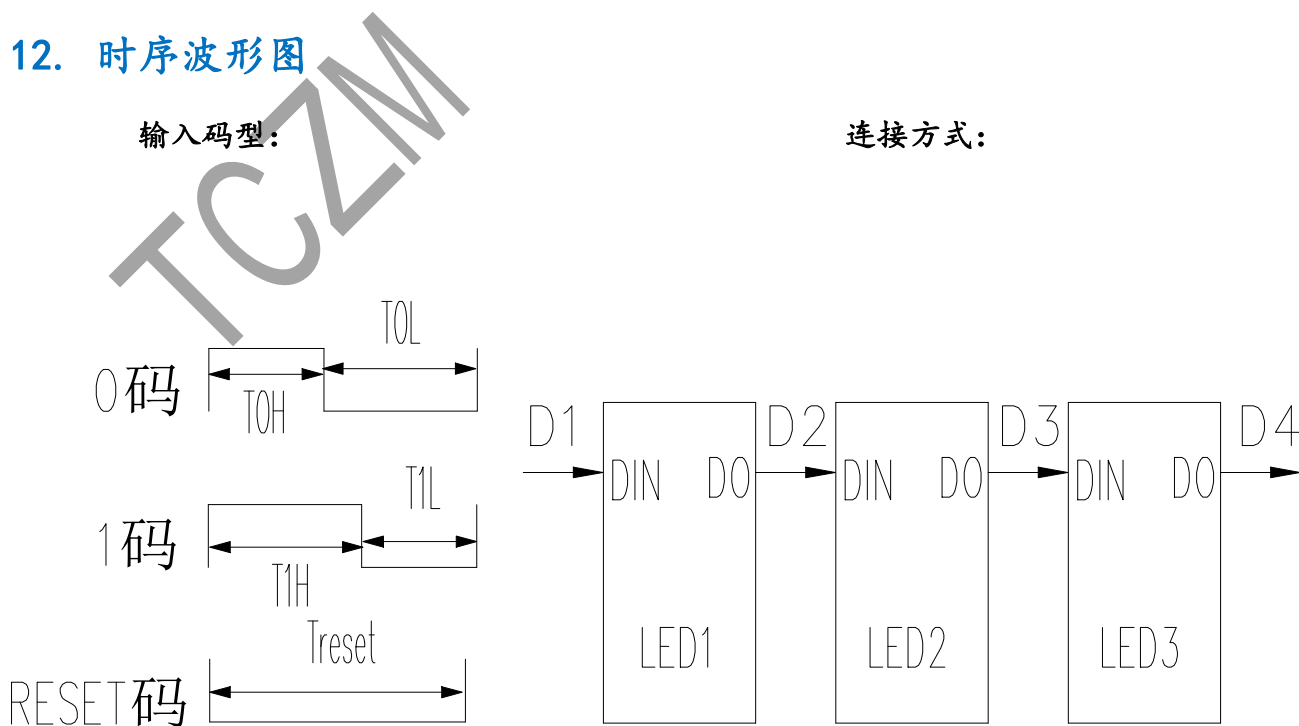 12. 时序波形图
输入码型：
连接方式：
TCZM
T0L
0码
T0H
T1L
1码
T1H
Treset
RESET码
D1 D2 D3 D4
DIN DO DIN DO DIN DO
LED1 LED2 LED3